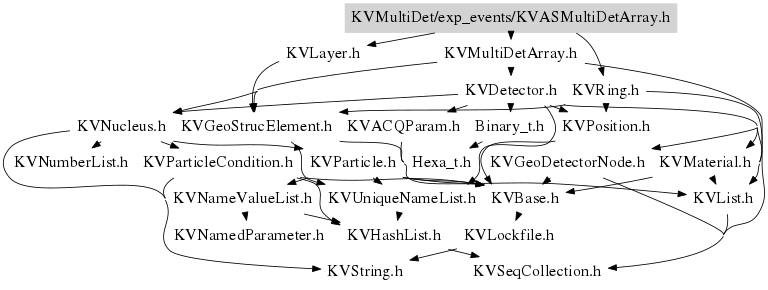 KVMultiDet/exp_events/KVASMultiDetArray.h
KVLayer.h KVMultiDetArray.h
KVDetector.h KVRing.h
KVNucleus.h KVGeoStrucElement.h KVACQParam.h Binary_t.h KVPosition.h
KVNumberList.h KVParticleCondition.h KVParticle.h Hexa_t.h KVGeoDetectorNode.h KVMaterial.h
KVNameValueList.h KVUniqueNameList.h KVBase.h KVList.h
KVNamedParameter.h KVHashList.h KVLockfile.h
KVString.h KVSeqCollection.h